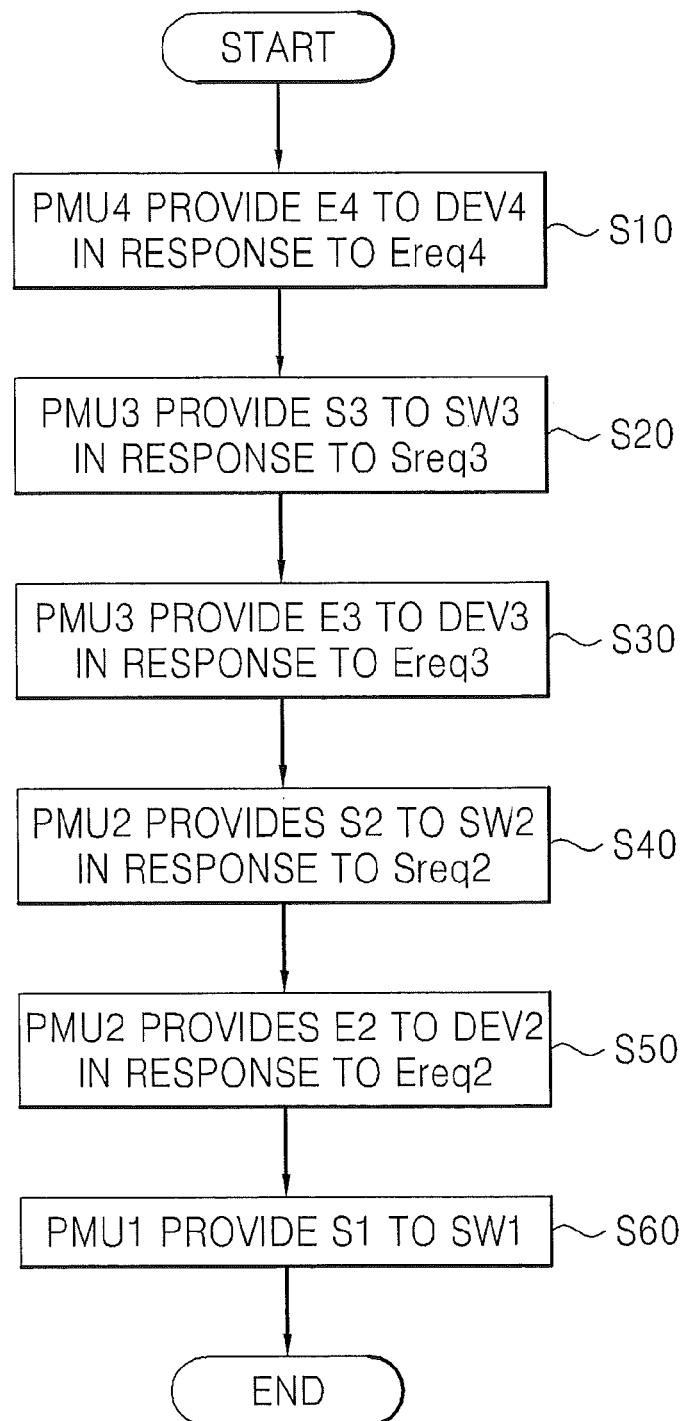 START
PMU4 PROVIDE E4 TO DEV4
IN RESPONSE TO Ereq4
S10
PMU3 PROVIDE S3 TO SW3
IN RESPONSE TO Sreq3
S20
PMU3 PROVIDE E3 TO DEV3
IN RESPONSE TO Ereq3
S30
PMU2 PROVIDES S2 TO SW2
IN RESPONSE TO Sreq2
S40
PMU2 PROVIDES E2 TO DEV2
IN RESPONSE TO Ereq2
S50
PMU1 PROVIDE S1 TO SW1
S60
END